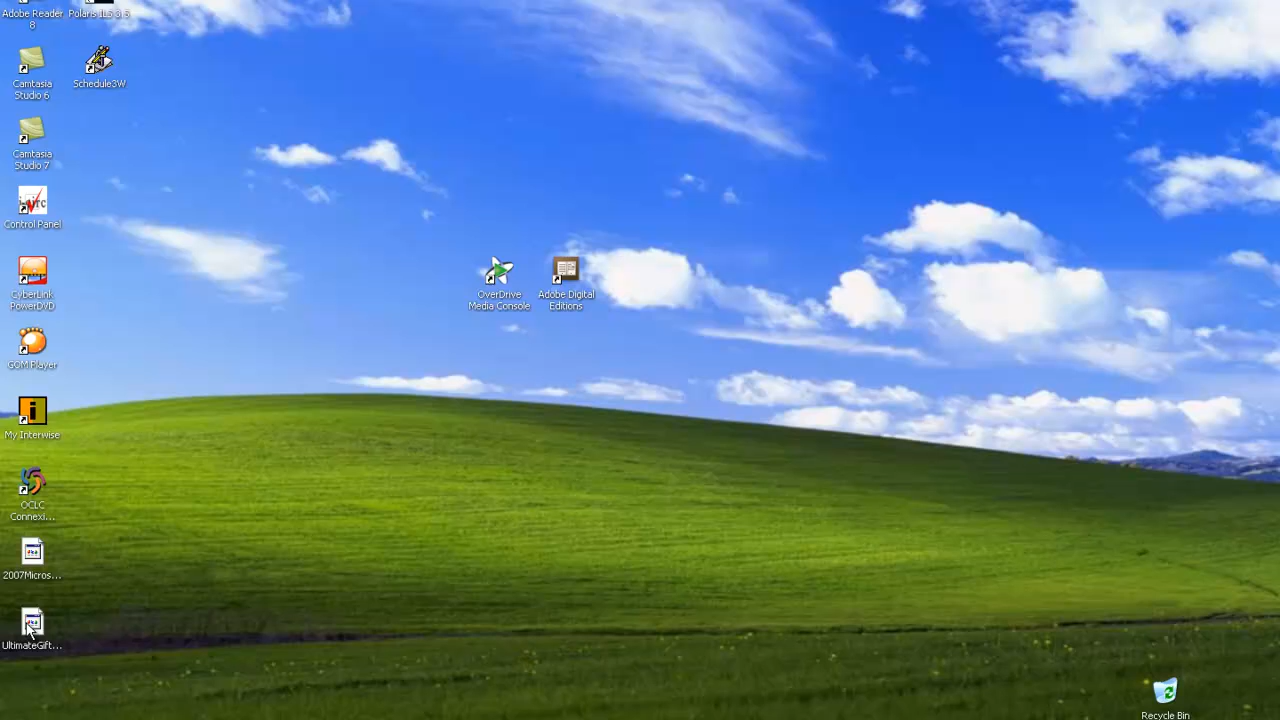 Adobe Reader
8
Polaris ILS 3.5
Camtasia
Studio 6
Schedule3W
Camtasia
Studio 7
Control Panel
CyberLink
PowerDVD
GOM Player
My Interwise
OCLC
Connexi...
2007Micros...
UltimateGift...
OverDrive
Media Console
Adobe Digital
Editions
Recycle Bin